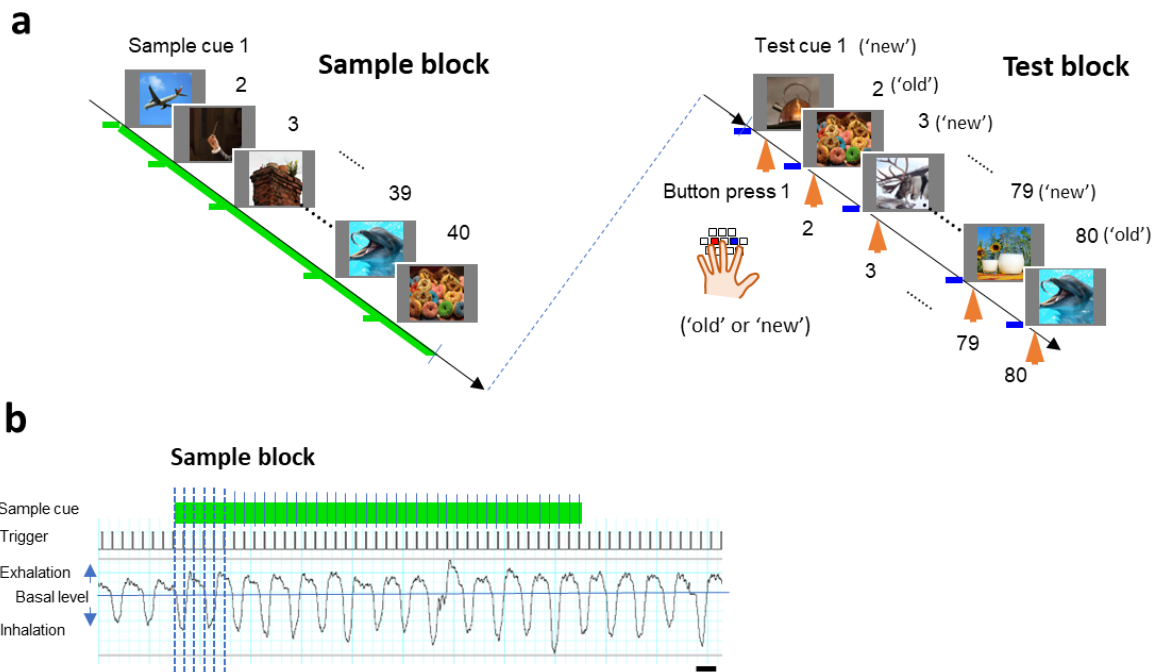 a
Sample cue 1
2
3
39
40
Sample block
Test cue 1 ('new')
2 ('old')
3 ('new')
79 ('new')
80 ('old')
Test block
Button press 1
2
3
79
80
('old' or 'new')
b
Sample block
Sample cue
Trigger
Exhalation
Basal level
Inhalation